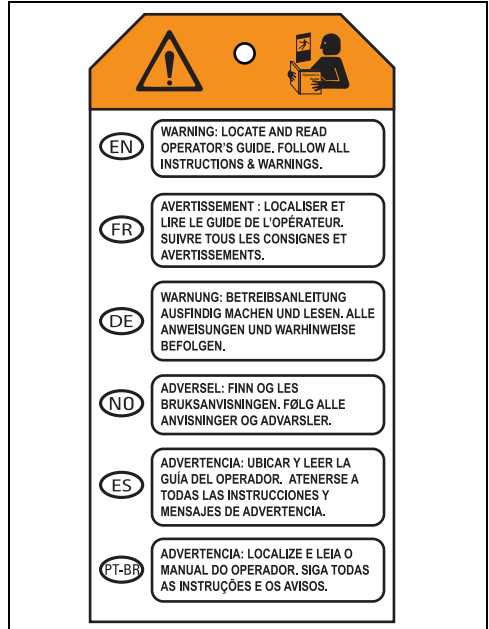 EN
WARNING: LOCATE AND READ
OPERATOR'S GUIDE. FOLLOW ALL
INSTRUCTIONS & WARNINGS.
FR
AVERTISSEMENT : LOCALISER ET
LIRE LE GUIDE DE L'OPÉRATEUR.
SUIVRE TOUS LES CONSIGNES ET
AVERTISSEMENTS.
DE
WARNUNG: BETREIBSANLEITUNG
AUSFINDIG MACHEN UND LESEN. ALLE
ANWEISUNGEN UND WARHINWEISE
BEFOLGEN.
NO
ADVERSEL: FINN OG LES
BRUKSANVISNINGEN. FØLG ALLE
ANVISNINGER OG ADVARSLER.
ES
ADVERTENCIA: UBICAR Y LEER LA
GUÍA DEL OPERADOR. ATENERSE A
TODAS LAS INSTRUCCIONES Y
MENSAJES DE ADVERTENCIA.
PT-BR
ADVERTENCIA: LOCALIZE E LEIA O
MANUAL DO OPERADOR. SIGA TODAS
AS INSTRUÇÕES E OS AVISOS.